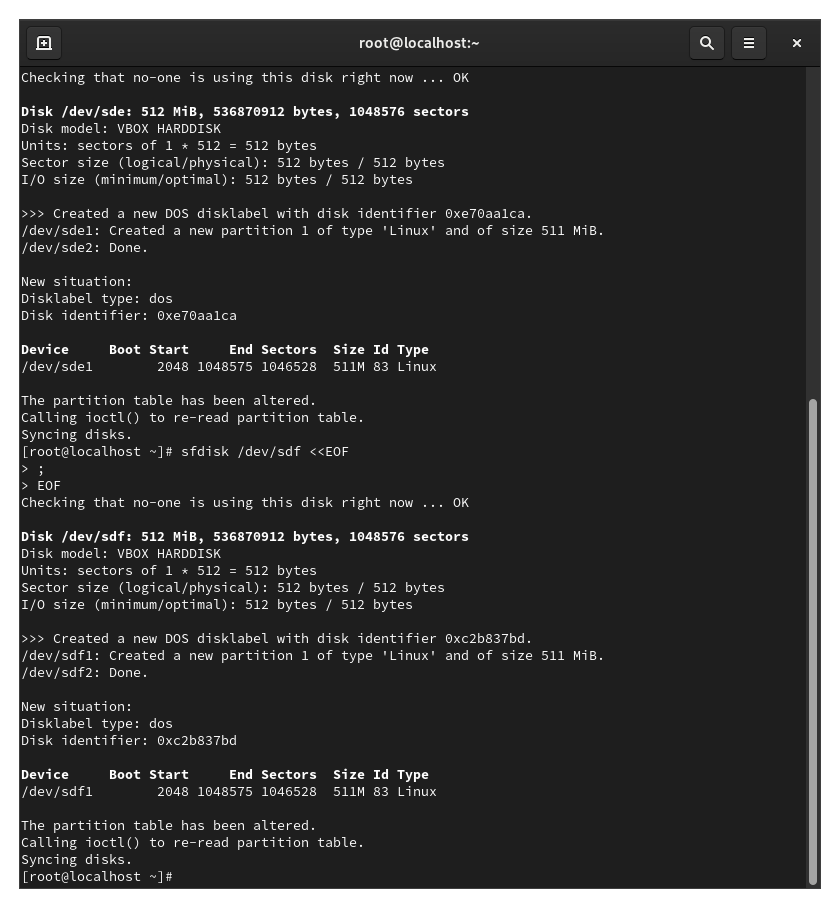 root@localhost:~
Checking that no-one is using this disk right now ... OK
Disk /dev/sde: 512 MiB, 536870912 bytes, 1048576 sectors
Disk model: VBOX HARDDISK
Units: sectors of 1 * 512 = 512 bytes
Sector size (logical/physical): 512 bytes / 512 bytes
I/O size (minimum/optimal): 512 bytes / 512 bytes
>>> Created a new DOS disklabel with disk identifier 0xe70aa1ca.
/dev/sde1: Created a new partition 1 of type 'Linux' and of size 511 MiB.
/dev/sde2: Done.
New situation:
Disklabel type: dos
Disk identifier: 0xe70aa1ca
Device     Boot Start     End Sectors  Size Id Type
/dev/sde1        2048 1048575 1046528  511M 83 Linux
The partition table has been altered.
Calling ioctl() to re-read partition table.
Syncing disks.
[root@localhost ~]# sfdisk /dev/sdf <<EOF
> ;
> EOF
Checking that no-one is using this disk right now ... OK
Disk /dev/sdf: 512 MiB, 536870912 bytes, 1048576 sectors
Disk model: VBOX HARDDISK
Units: sectors of 1 * 512 = 512 bytes
Sector size (logical/physical): 512 bytes / 512 bytes
I/O size (minimum/optimal): 512 bytes / 512 bytes
>>> Created a new DOS disklabel with disk identifier 0xc2b837bd.
/dev/sdf1: Created a new partition 1 of type 'Linux' and of size 511 MiB.
/dev/sdf2: Done.
New situation:
Disklabel type: dos
Disk identifier: 0xc2b837bd
Device     Boot Start     End Sectors  Size Id Type
/dev/sdf1        2048 1048575 1046528  511M 83 Linux
The partition table has been altered.
Calling ioctl() to re-read partition table.
Syncing disks.
[root@localhost ~]#